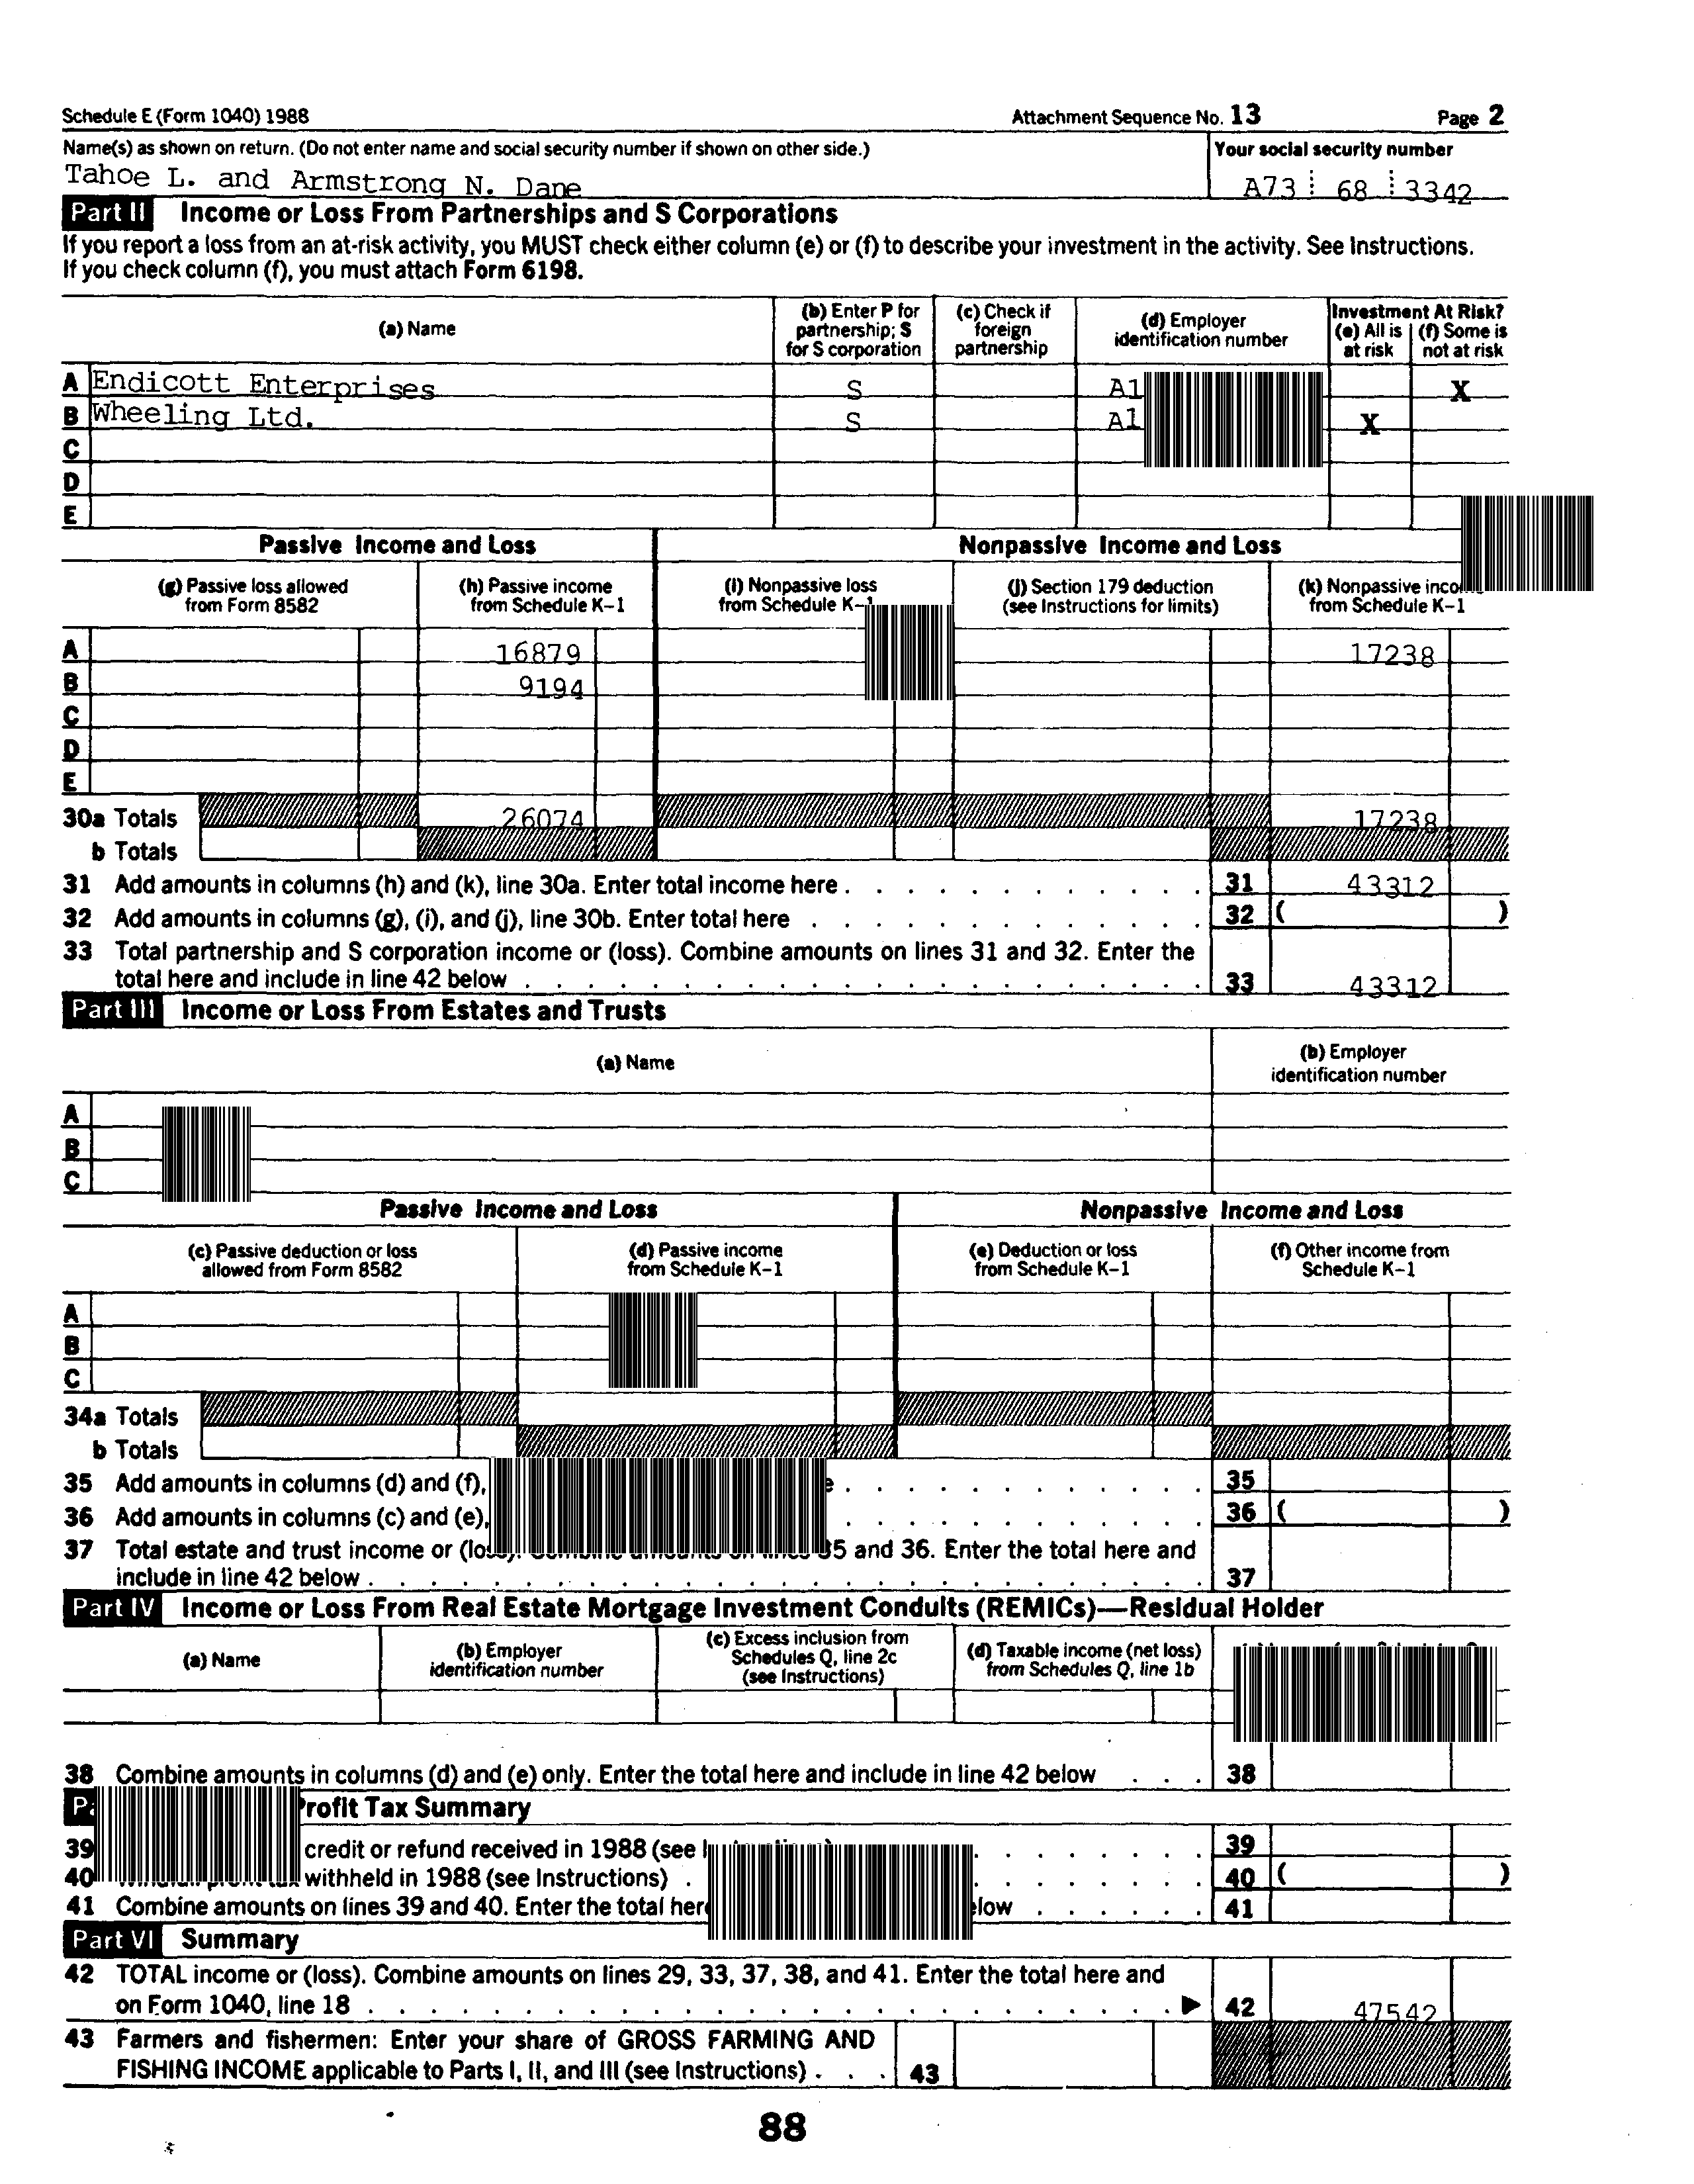 Schedule E (Form 1040) 1988 Attachment Sequence No. 13 Page 2
Name(s) as shown on return. (Do not enter name and social security number if shown on other side.) Your social security number
Tahoe L. and Armstrong N. Dane A73 68 3342
Part II Income or Loss From Partnerships and S Corporations
If you report a loss from an at-risk activity, you MUST check either column (e) or (f) to describe your investment in the activity. See Instructions.
If you check column (f), you must attach Form 6198.
(a) Name (b) Enter P for partnership; S for S corporation (c) Check if foreign partnership (d) Employer identification number Investment At Risk? (e) All is at risk (f) Some is not at risk
A Endicott Enterprises S A1 X
B Wheeling Ltd. S A1 X
C
D
E
Passive Income and Loss Nonpassive Income and Loss
(g) Passive loss allowed from Form 8582 (h) Passive income from Schedule K-1 (i) Nonpassive loss from Schedule (j) Section 179 deduction (see Instructions for limits) (k) Nonpassive from Schedule K-1
A 16879 17238
B 9194
C
D
E
30a Totals 26074 17238
b Totals
31 Add amounts in columns (h) and (k), line 30a. Enter total income here . . . . . . . . . . . . 31 43312
32 Add amounts in columns (g), (i), and (j), line 30b. Enter total here . . . . . . . . . . . . . 32 ( )
33 Total partnership and S corporation income or (loss). Combine amounts on lines 31 and 32. Enter the
total here and include in line 42 below . . . . . . . . . . . . . . . . . . . . . . 33 43312
Part III Income or Loss From Estates and Trusts
(a) Name (b) Employer identification number
A
B
C
Passive Income and Loss Nonpassive Income and Loss
(c) Passive deduction or loss allowed from Form 8582 (d) Passive income from Schedule K-1 (e) Deduction or loss from Schedule K-1 (f) Other income from Schedule K-1
A
B
C
34a Totals
b Totals
35 Add amounts in columns (d) and (f), . . . . . . . . . . . . 35
36 Add amounts in columns (c) and (e), . . . . . . . . . . . . 36 ( )
37 Total estate and trust income or and 36. Enter the total here and
include in line 42 below . . . . . . . . . . . . . . . . . . . . . . . . . . . 37
Part IV Income or Loss From Real Estate Mortgage Investment Conduits (REMICs)—Residual Holder
(a) Name (b) Employer identification number (c) Excess inclusion from Schedules Q, line 2c (see Instructions) (d) Taxable income (net loss) from Schedules Q, line 1b
38 Combine amounts in columns (d) and (e) only. Enter the total here and include in line 42 below . . . 38
Profit Tax Summary
39 credit or refund received in 1988 (see . . . . . . . . 39
40 withheld in 1988 (see Instructions) . . . . . . . . . 40 ( )
41 Combine amounts on lines 39 and 40. Enter the total . . . . . . 41
Part VI Summary
42 TOTAL income or (loss). Combine amounts on lines 29, 33, 37, 38, and 41. Enter the total here and
on Form 1040, line 18 . . . . . . . . . . . . . . . . . . . . . . . . . . ▶ 42 47542
43 Farmers and fishermen: Enter your share of GROSS FARMING AND
FISHING INCOME applicable to Parts I, II, and III (see Instructions) . . . 43
88